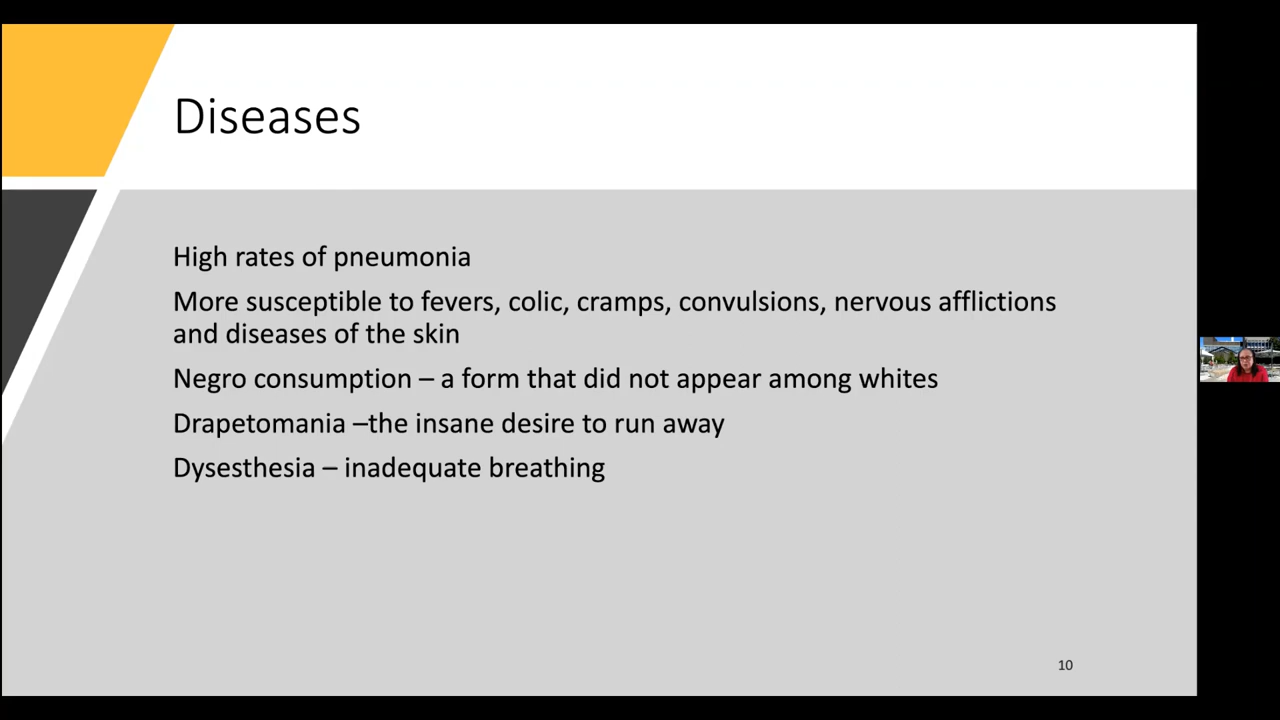 Diseases
High rates of pneumonia
More susceptible to fevers, colic, cramps, convulsions, nervous afflictions
and diseases of the skin
Negro consumption – a form that did not appear among whites
Drapetomania –the insane desire to run away
Dysesthesia – inadequate breathing
10